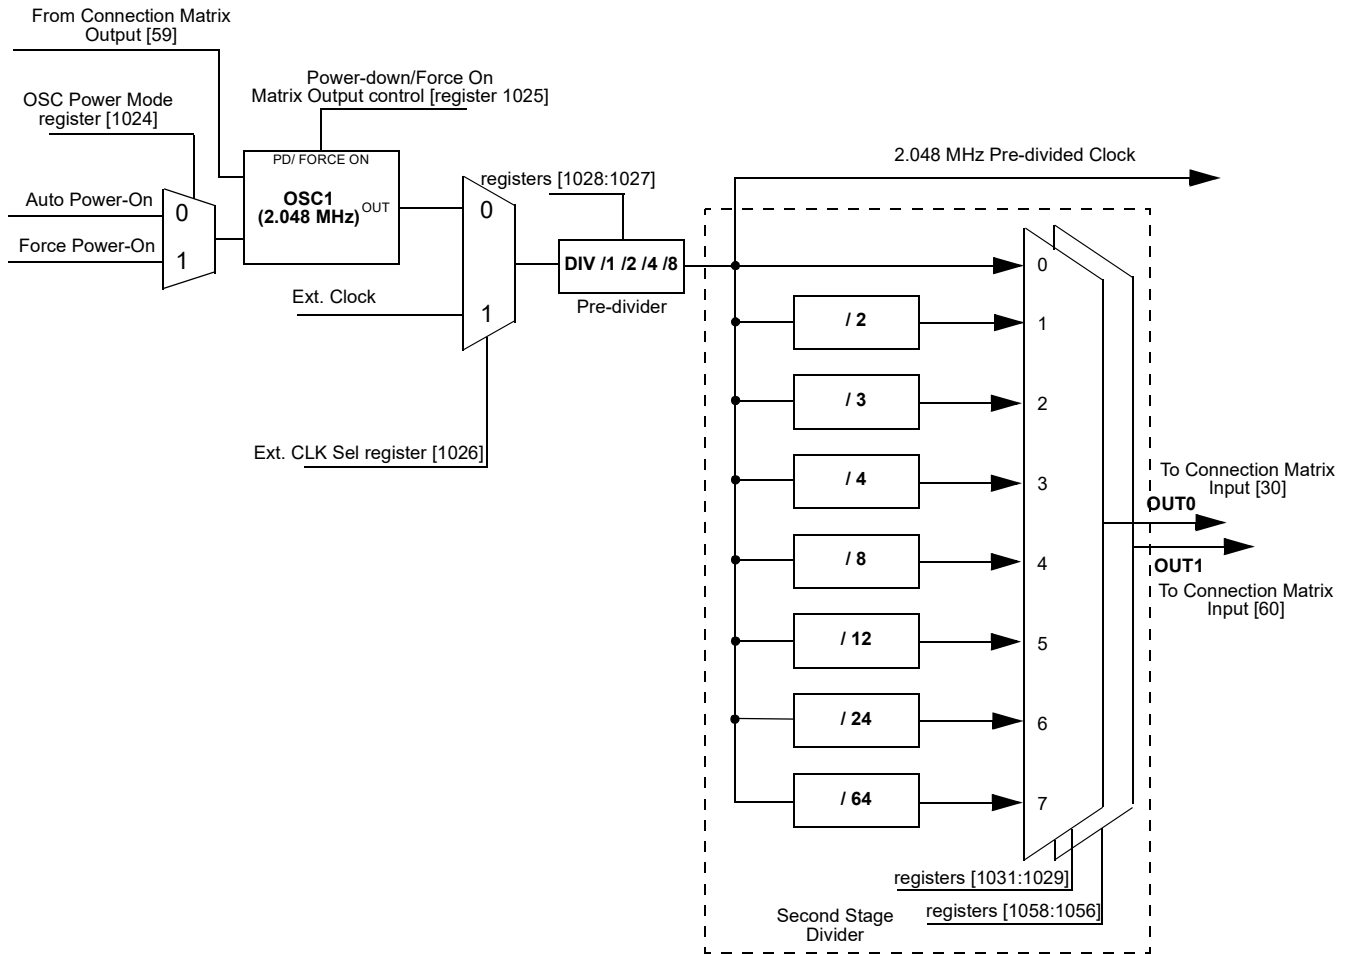 From Connection Matrix
Output [59]
Power-down/Force On
Matrix Output control [register 1025]
OSC Power Mode
register [1024]
PD/ FORCE ON
OSC1
(2.048 MHz)
OUT
Auto Power-On
0
Force Power-On
1
0
1
Ext. Clock
Ext. CLK Sel register [1026]
registers [1028:1027]
DIV /1 /2 /4 /8
Pre-divider
2.048 MHz Pre-divided Clock
0
/ 2
1
/ 3
2
/ 4
3
/ 8
4
/ 12
5
/ 24
6
/ 64
7
To Connection Matrix
Input [30]
OUT0
OUT1
To Connection Matrix
Input [60]
registers [1031:1029]
registers [1058:1056]
Second Stage
Divider